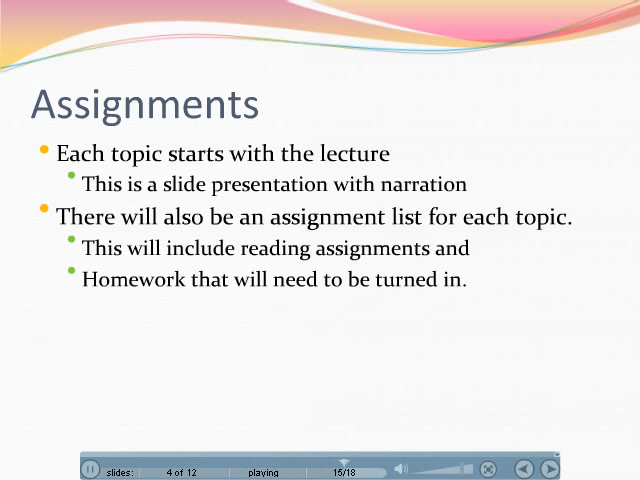 Assignments
Each topic starts with the lecture
This is a slide presentation with narration
There will also be an assignment list for each topic.
This will include reading assignments and
Homework that will need to be turned in.
slides: 4 of 12 playing 15/18